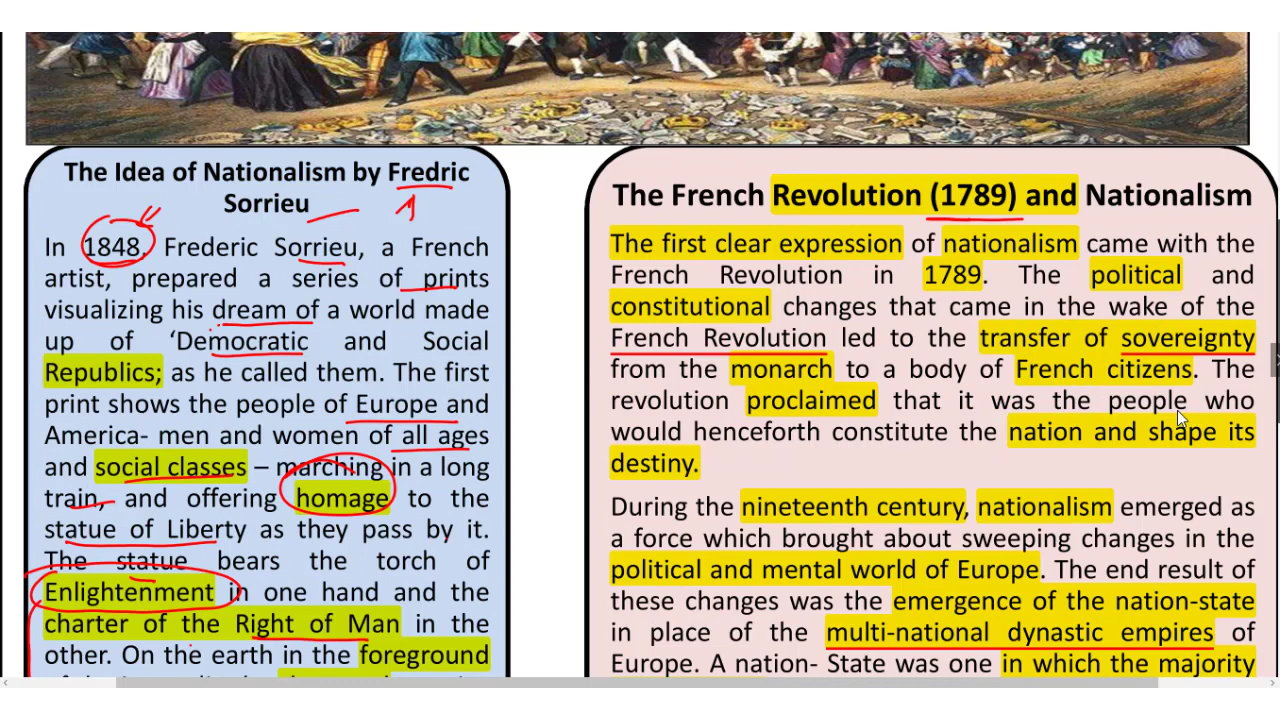 The Idea of Nationalism by Fredric
Sorrieu
In 1848, Frederic Sorrieu, a French
artist, prepared a series of prints
visualizing his dream of a world made
up of ‘Democratic and Social
Republics; as he called them. The first
print shows the people of Europe and
America- men and women of all ages
and social classes – marching in a long
train, and offering homage to the
statue of Liberty as they pass by it.
The statue bears the torch of
Enlightenment in one hand and the
charter of the Right of Man in the
other. On the earth in the foreground
The French Revolution (1789) and Nationalism
The first clear expression of nationalism came with the
French Revolution in 1789. The political and
constitutional changes that came in the wake of the
French Revolution led to the transfer of sovereignty
from the monarch to a body of French citizens. The
revolution proclaimed that it was the people who
would henceforth constitute the nation and shape its
destiny.
During the nineteenth century, nationalism emerged as
a force which brought about sweeping changes in the
political and mental world of Europe. The end result of
these changes was the emergence of the nation-state
in place of the multi-national dynastic empires of
Europe. A nation- State was one in which the majority